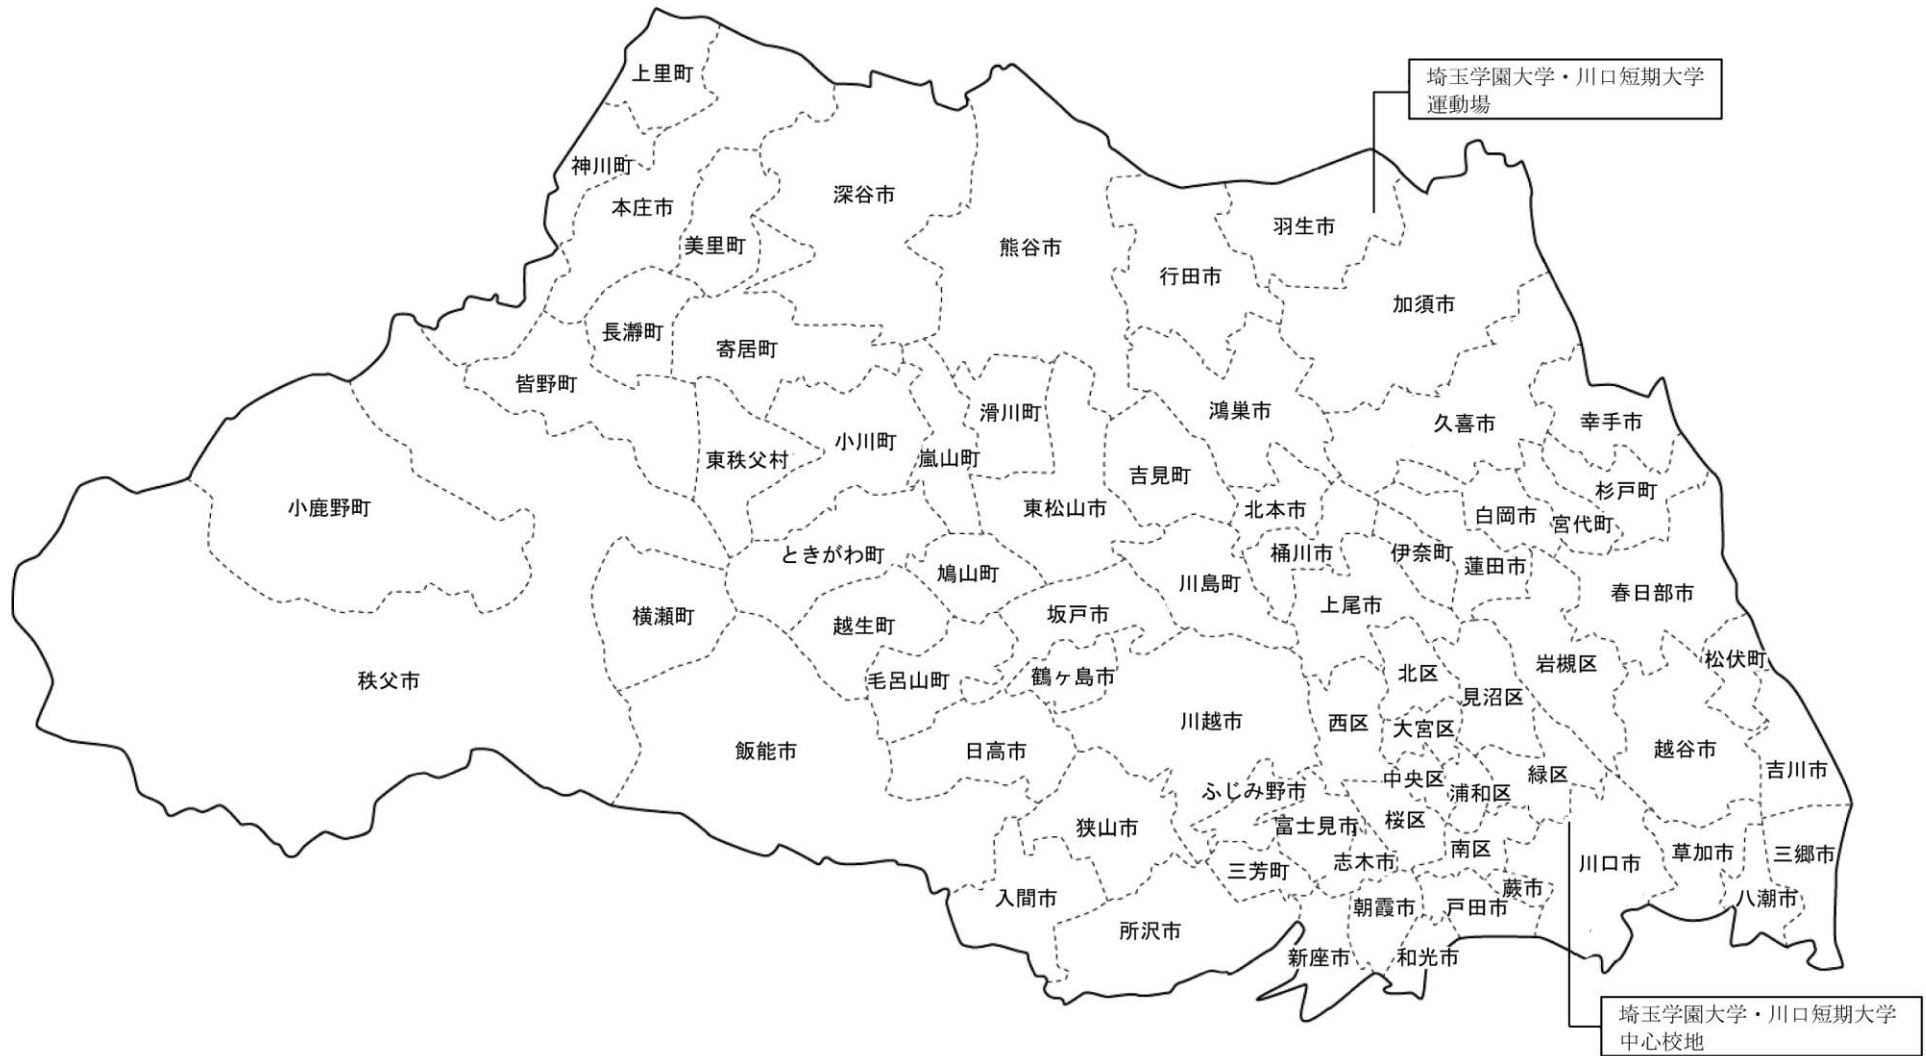 埼玉学園大学・川口短期大学
運動場
上里町
神川町
本庄市
美里町
深谷市
熊谷市
行田市
羽生市
加須市
長瀞町
寄居町
皆野町
滑川町
鴻巣市
久喜市
幸手市
東秩父村
小川町
嵐山町
吉見町
杉戸町
小鹿野町
東松山市
北本市
白岡市
宮代町
ときがわ町
鳩山町
桶川市
伊奈町
蓮田市
川島町
春日部市
横瀬町
越生町
坂戸市
上尾市
秩父市
毛呂山町
鶴ヶ島市
北区
岩槻区
松伏町
見沼区
川越市
西区
大宮区
飯能市
日高市
越谷市
吉川市
ふじみ野市
中央区
浦和区
緑区
狭山市
富士見市
桜区
三芳町
志木市
南区
川口市
草加市
三郷市
入間市
朝霞市
戸田市
蕨市
八潮市
所沢市
新座市
和光市
埼玉学園大学・川口短期大学
中心校地